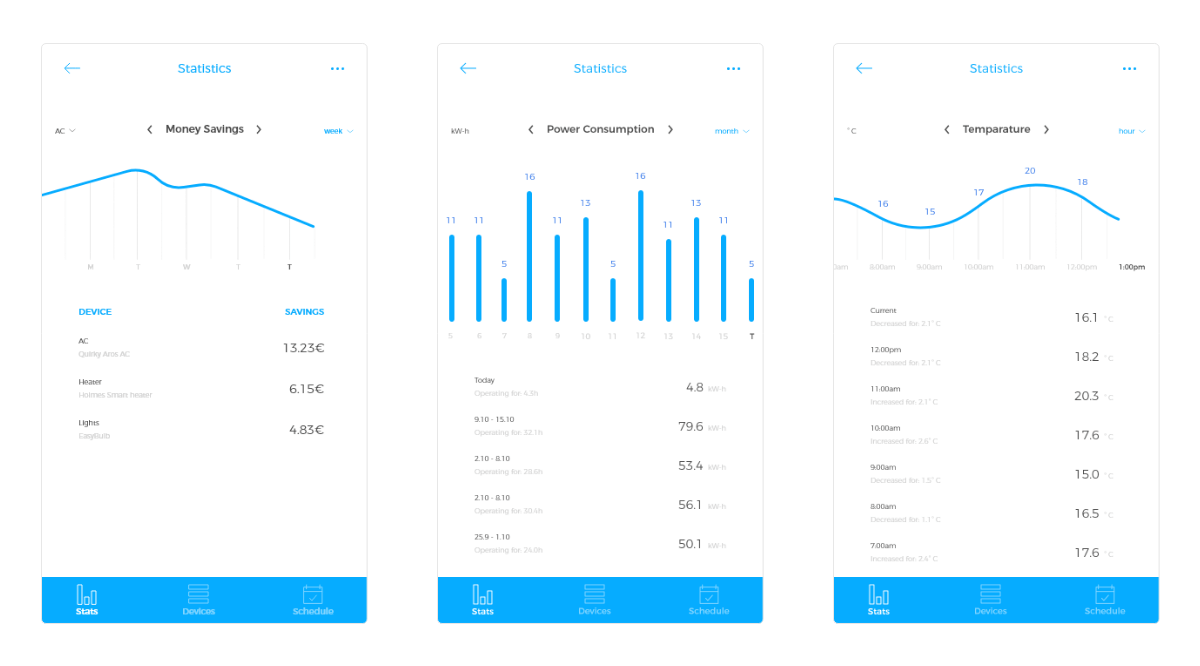 Statistics
...
AC
Money Savings
week
M T W T T
DEVICE SAVINGS
AC
13.23€
Quirky Aros AC
Heater
6.15€
Holmes Smart heater
Lights
4.83€
EasyBulb
Stats Devices Schedule
Statistics
...
kW-h
Power Consumption
month
11 11 5 16 11 13 5 16 11 13 11 5
5 6 7 8 9 10 11 12 13 14 15 T
Today
4.8 kW-h
Operating for: 4.5h
9.10 - 15.10
79.6 kW-h
Operating for: 32.1h
2.10 - 8.10
53.4 kW-h
Operating for: 28.6h
2.10 - 8.10
56.1 kW-h
Operating for: 30.4h
25.9 - 1.10
50.1 kW-h
Operating for: 24.0h
Stats Devices Schedule
Statistics
...
°C
Temparature
hour
16 15 17 20 18
8:00am 9:00am 10:00am 11:00am 12:00pm 1:00pm
Current
16.1 °C
Decreased for: 2.1°C
12:00pm
18.2 °C
Decreased for: 2.1°C
11:00am
20.3 °C
Increased for: 2.1°C
10:00am
17.6 °C
Increased for: 2.6°C
9:00am
15.0 °C
Decreased for: 1.5°C
8:00am
16.5 °C
Decreased for: 1.1°C
7:00am
17.6 °C
Increased for: 2.4°C
Stats Devices Schedule